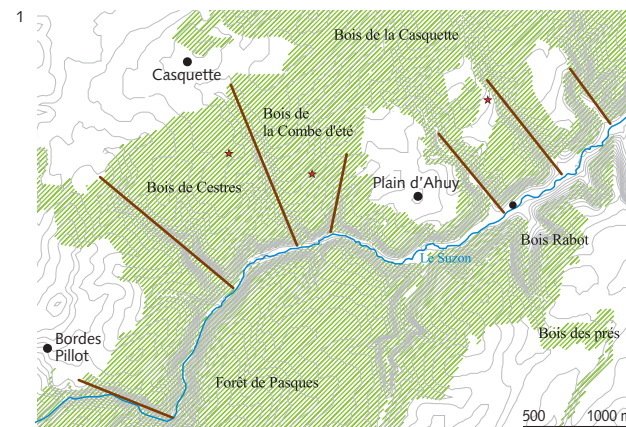 1
Bois de la Casquette
Casquette
Bois de
la Combe d'été
Bois de Cestres
Plain d'Ahuy
Bois Rabot
Le Suzon
Bois des prés
Bordes
Pillot
Forêt de Pasques
500 1000 m